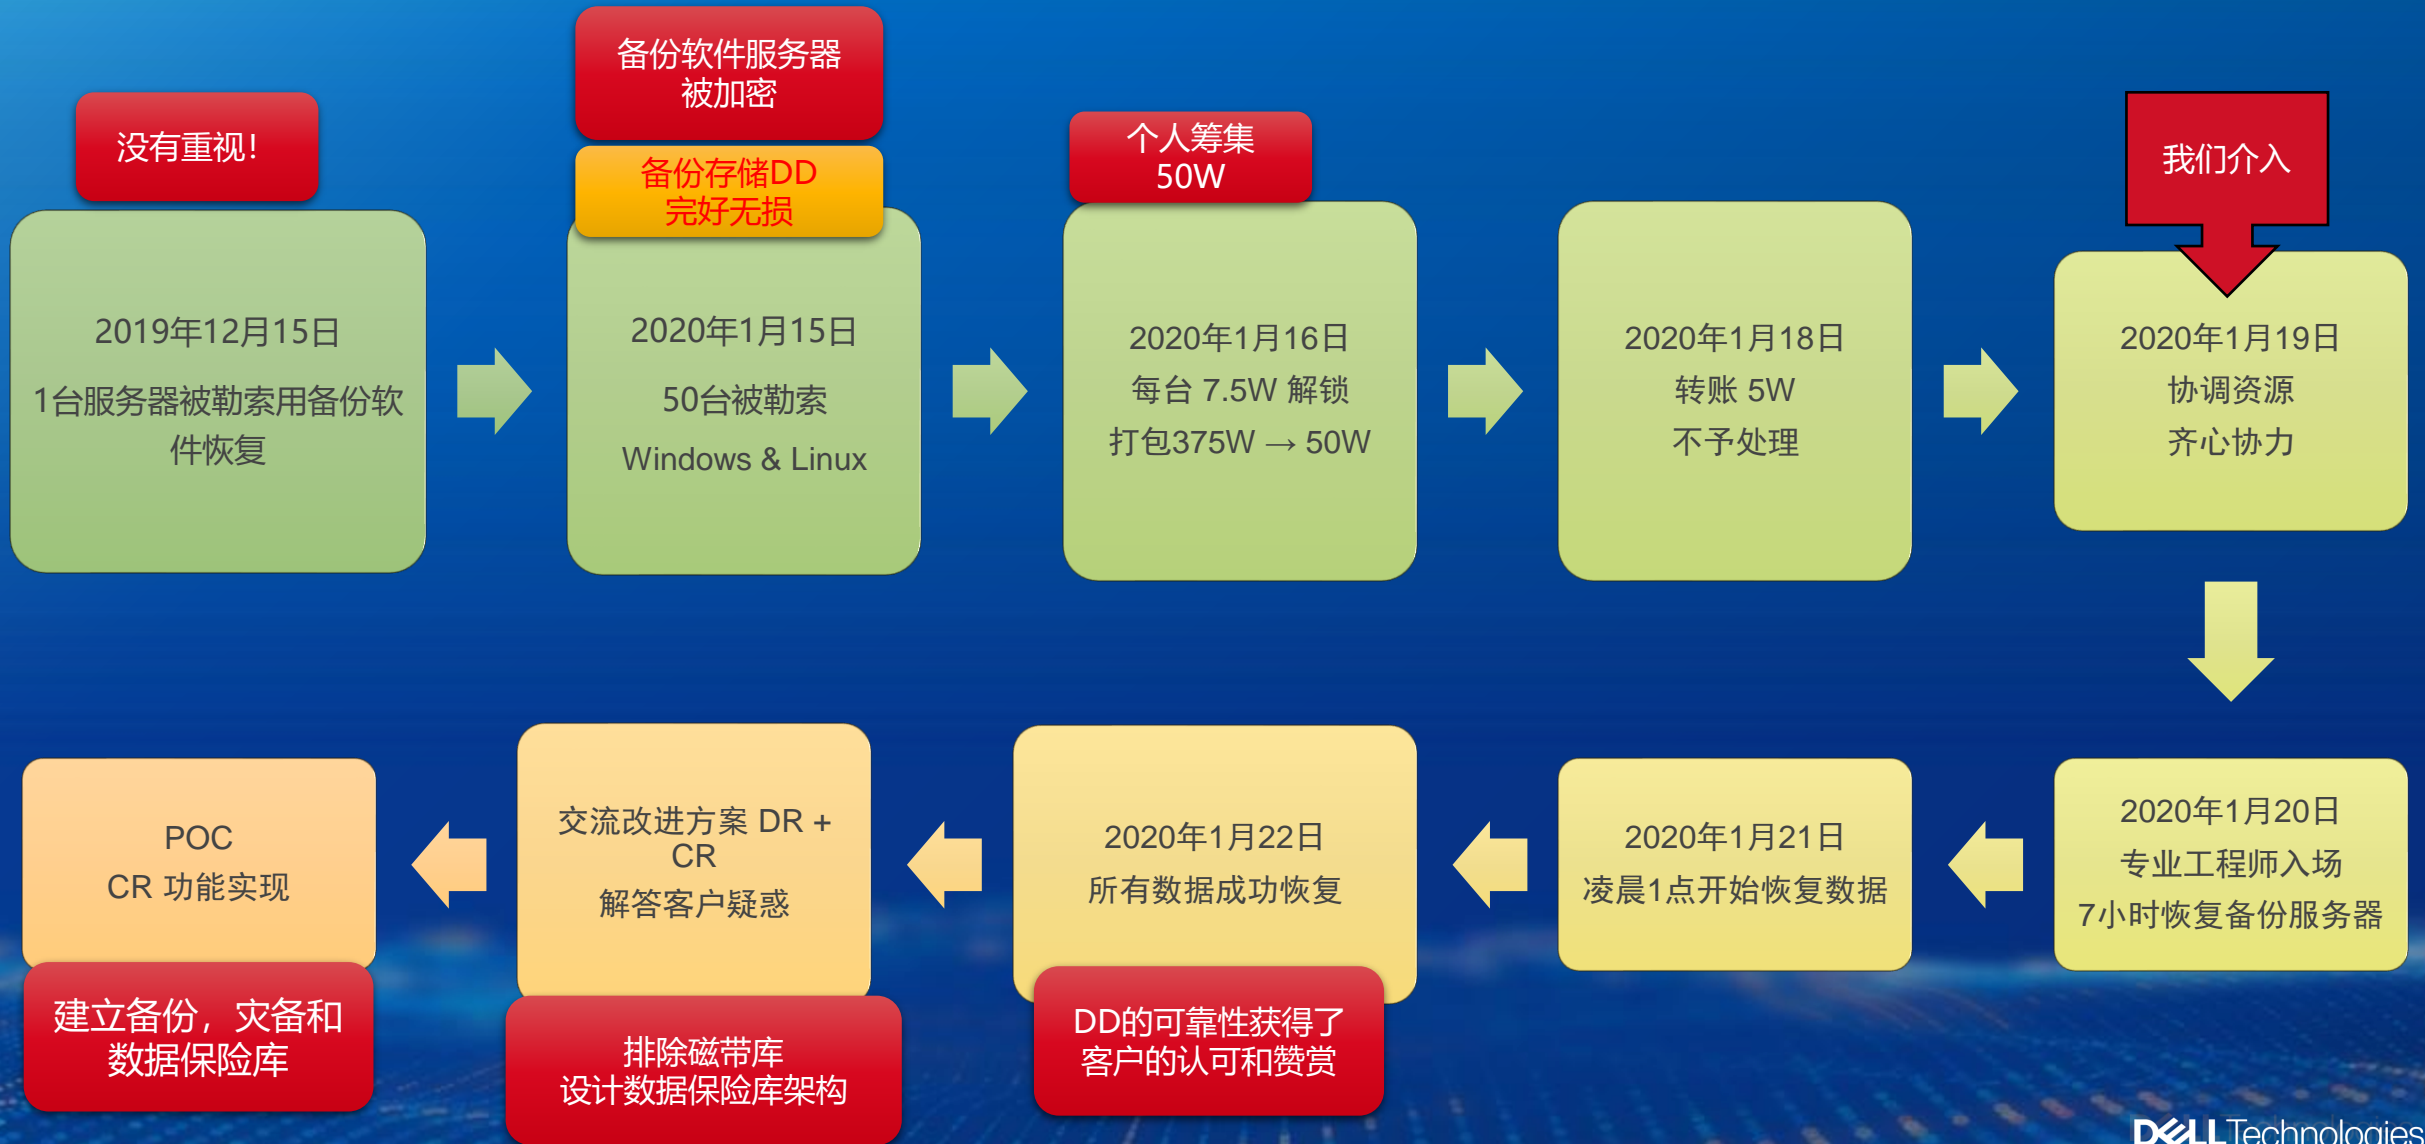 没有重视！
2019年12月15日
1台服务器被勒索用备份软
件恢复
备份软件服务器
被加密
备份存储DD
完好无损
2020年1月15日
50台被勒索
Windows & Linux
个人筹集
50W
2020年1月16日
每台 7.5W 解锁
打包375W → 50W
2020年1月18日
转账 5W
不予处理
我们介入
2020年1月19日
协调资源
齐心协力
2020年1月20日
专业工程师入场
7小时恢复备份服务器
2020年1月21日
凌晨1点开始恢复数据
2020年1月22日
所有数据成功恢复
DD的可靠性获得了
客户的认可和赞赏
交流改进方案 DR +
CR
解答客户疑惑
排除磁带库
设计数据保险库架构
POC
CR 功能实现
建立备份，灾备和
数据保险库
DELL Technologies